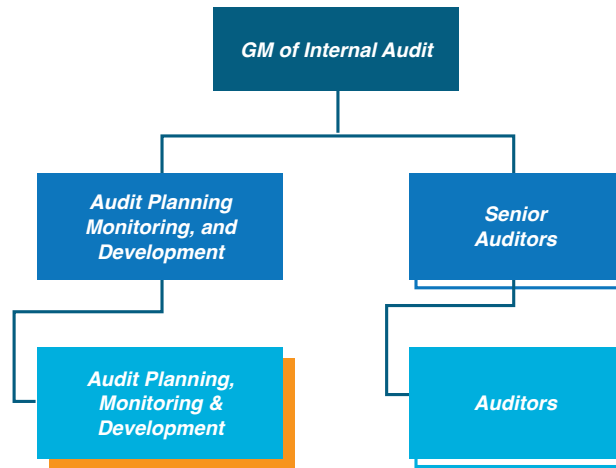 GM of Internal Audit
Audit Planning
Monitoring, and
Development
Senior
Auditors
Audit Planning,
Monitoring &
Development
Auditors